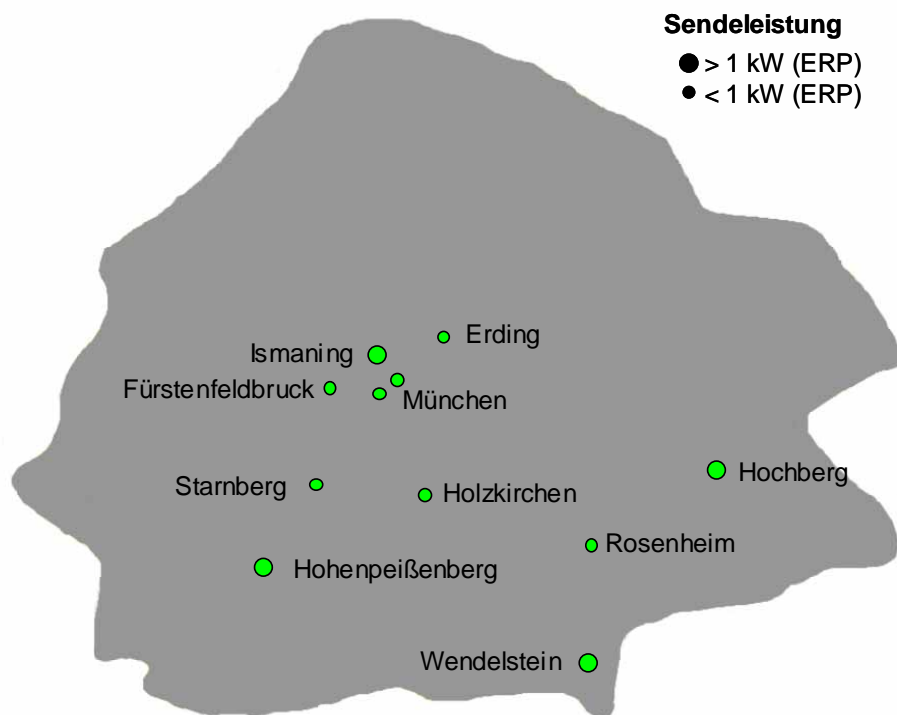 Sendeleistung
> 1 kW (ERP)
< 1 kW (ERP)
Erding
Ismaning
Fürstenfeldbruck
München
Hochberg
Starnberg
Holzkirchen
Rosenheim
Hohenpeißenberg
Wendelstein